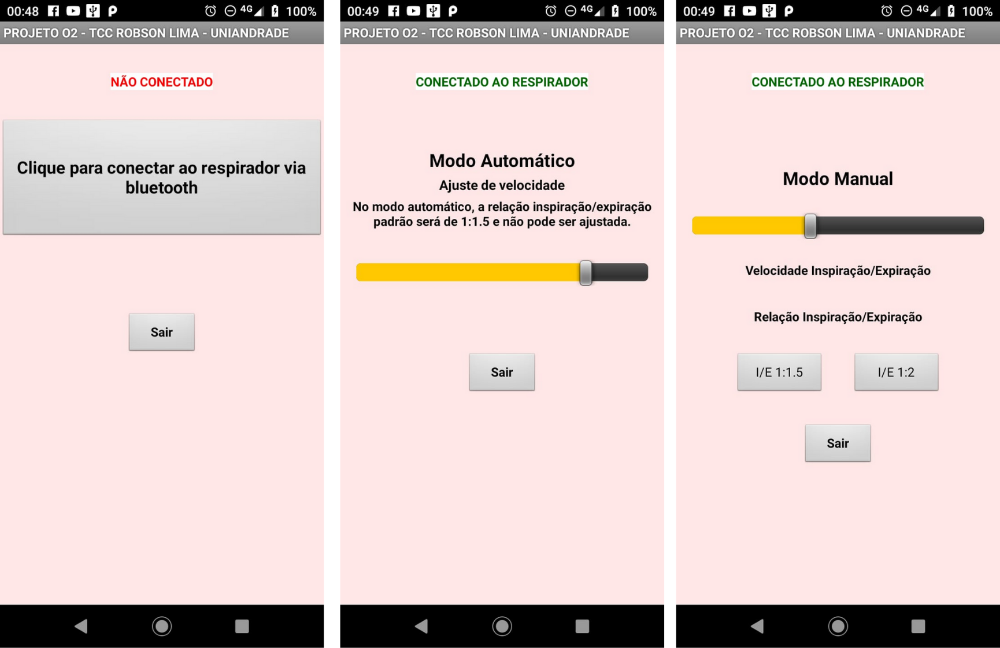 00:48 4G 100%
PROJETO O2 - TCC ROBSON LIMA - UNIANDRADE
NÃO CONECTADO
Clique para conectar ao respirador via
bluetooth
Sair
00:49 4G 100%
PROJETO O2 - TCC ROBSON LIMA - UNIANDRADE
CONECTADO AO RESPIRADOR
Modo Automático
Ajuste de velocidade
No modo automático, a relação inspiração/expiração
padrão será de 1:1.5 e não pode ser ajustada.
Sair
00:49 4G 100%
PROJETO O2 - TCC ROBSON LIMA - UNIANDRADE
CONECTADO AO RESPIRADOR
Modo Manual
Velocidade Inspiração/Expiração
Relação Inspiração/Expiração
I/E 1:1.5 I/E 1:2
Sair